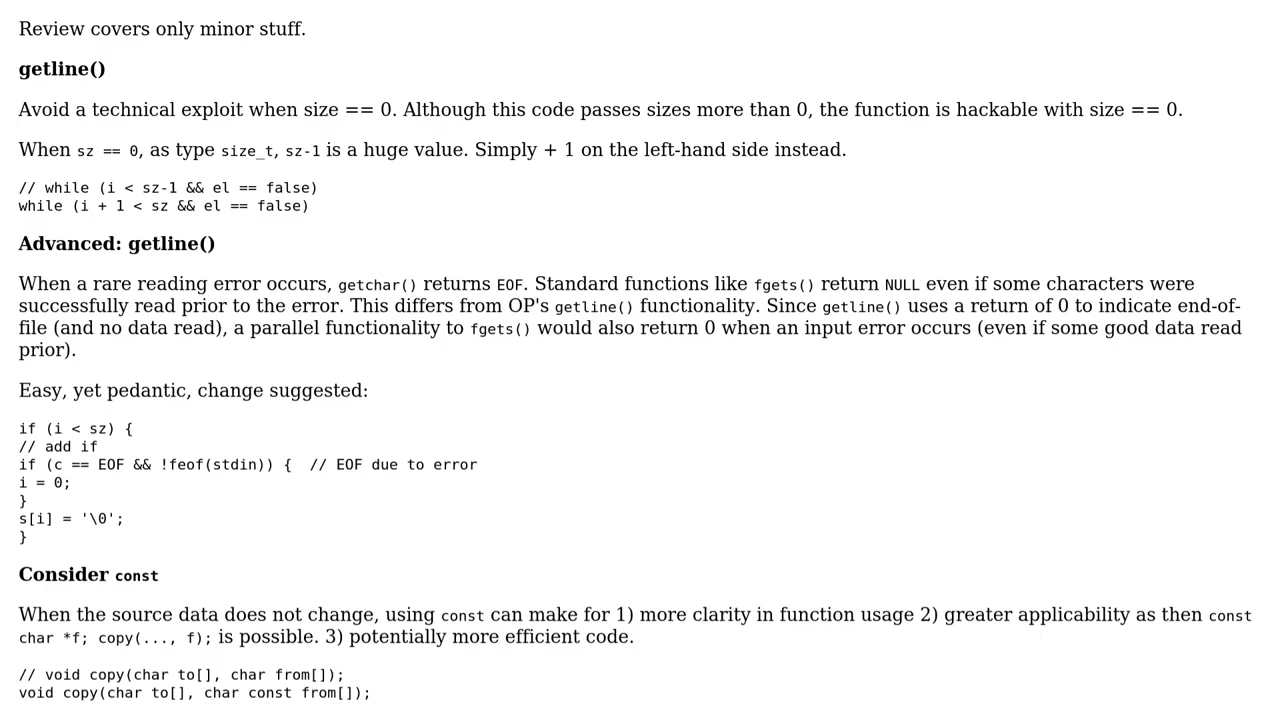 Review covers only minor stuff.
getline()
Avoid a technical exploit when size == 0. Although this code passes sizes more than 0, the function is hackable with size == 0.
When sz == 0, as type size_t, sz-1 is a huge value. Simply + 1 on the left-hand side instead.
// while (i < sz-1 && el == false)
while (i + 1 < sz && el == false)
Advanced: getline()
When a rare reading error occurs, getchar() returns EOF. Standard functions like fgets() return NULL even if some characters were
successfully read prior to the error. This differs from OP's getline() functionality. Since getline() uses a return of 0 to indicate end-of-
file (and no data read), a parallel functionality to fgets() would also return 0 when an input error occurs (even if some good data read
prior).
Easy, yet pedantic, change suggested:
if (i < sz) {
// add if
if (c == EOF && !feof(stdin)) {  // EOF due to error
i = 0;
}
s[i] = '\0';
}
Consider const
When the source data does not change, using const can make for 1) more clarity in function usage 2) greater applicability as then const
char *f; copy(..., f); is possible. 3) potentially more efficient code.
// void copy(char to[], char from[]);
void copy(char to[], char const from[]);